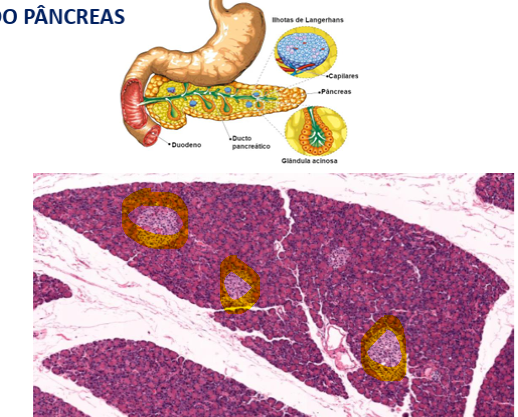 DO PÂNCREAS
Ilhotas de Langerhans
Capilares
Pâncreas
Ducto
pancreático
Duodeno
Glândula acinosa